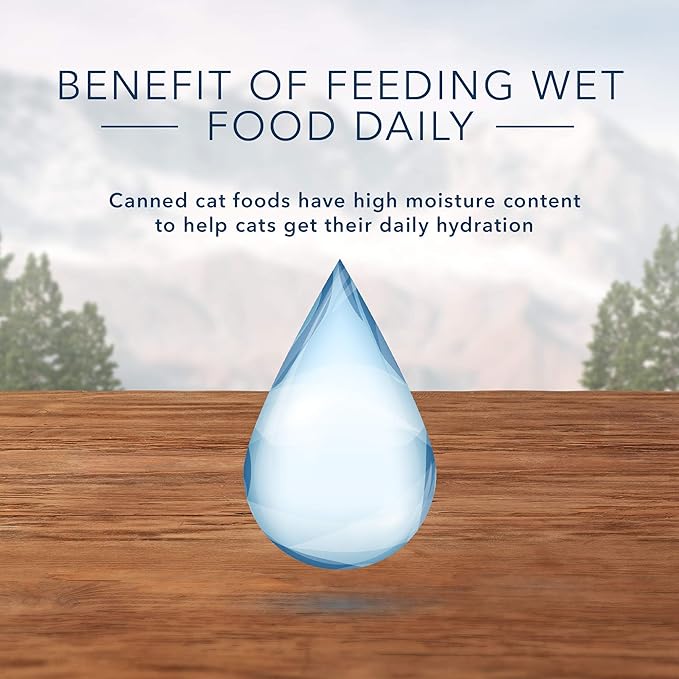 BENEFIT OF FEEDING WET
FOOD DAILY
Canned cat foods have high moisture content
to help cats get their daily hydration